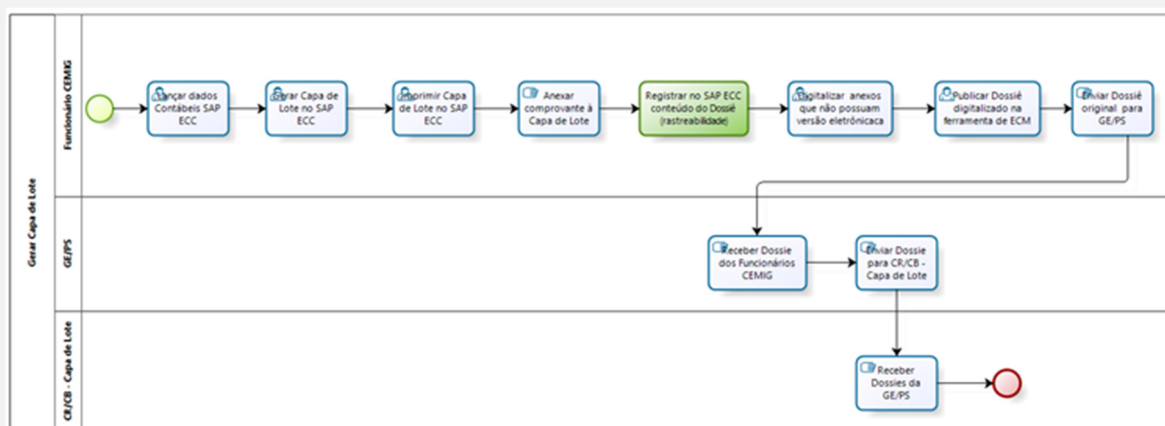 Gerar Capa de Lote
Funcionário CEMIG
Lançar dados
Contábeis SAP
ECC
Gerar Capa de
Lote no SAP
ECC
Imprimir Capa
de Lote no SAP
ECC
Anexar
comprovante à
Capa de Lote
Registrar no SAP ECC
conteúdo do Dossiê
(rastreabilidade)
Digitalizar anexos
que não possuam
versão eletrônicaca
Publicar Dossiê
digitalizado na
ferramenta de ECM
Enviar Dossiê
original para
GE/PS
GE/PS
Receber Dossie
dos Funcionários
CEMIG
Enviar Dossie
para CR/CB -
Capa de Lote
CR/CB - Capa de Lote
Receber
Dossies da
GE/PS